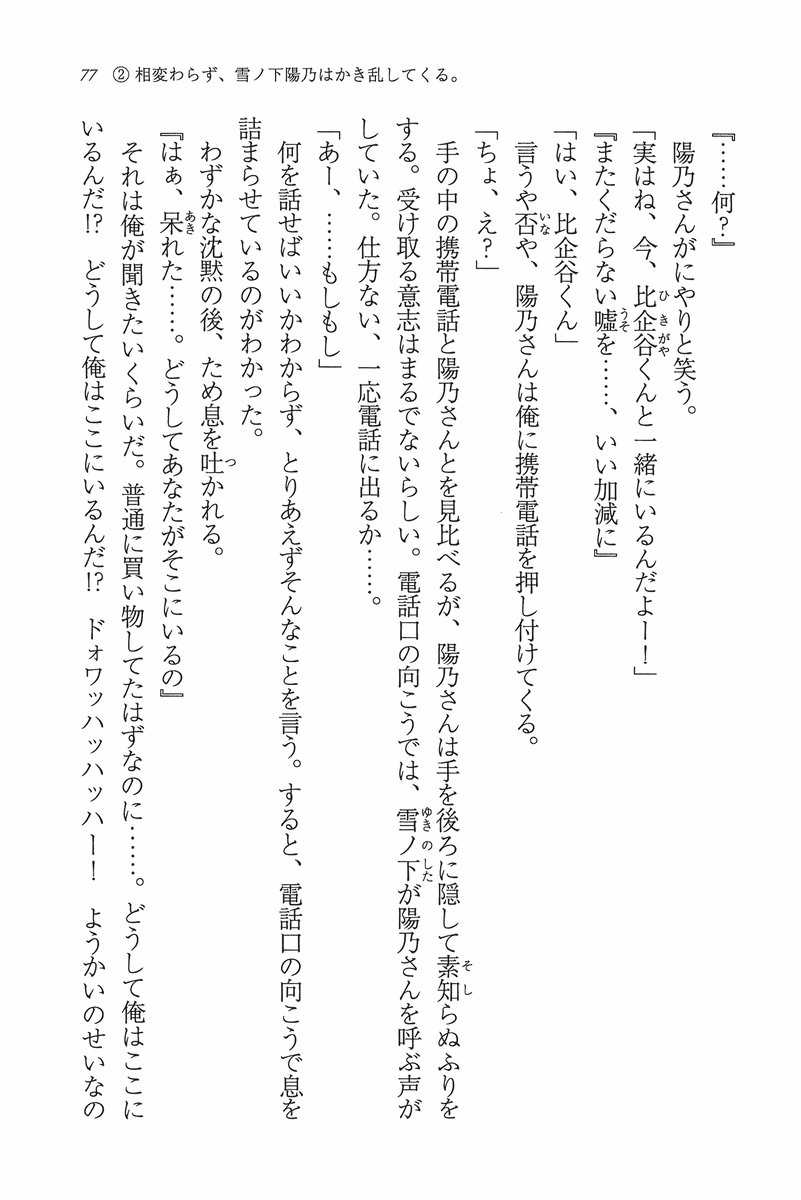 77 ② 相変わらず、雪ノ下陽乃はかき乱してくる。
『……何？』
陽乃さんがにやりと笑う。
「実はね、今、比企谷くんと一緒にいるんだよー！」
『またくだらない嘘を……、いい加減に』
「はい、比企谷くん」
言うや否や、陽乃さんは俺に携帯電話を押し付けてくる。
「ちょ、え？」
手の中の携帯電話と陽乃さんとを見比べるが、陽乃さんは手を後ろに隠して素知らぬふりを
する。受け取る意志はまるでないらしい。電話口の向こうでは、雪ノ下が陽乃さんを呼ぶ声が
していた。仕方ない、一応電話に出るか……。
「あー、……もしもし」
何を話せばいいかわからず、とりあえずそんなことを言う。すると、電話口の向こうで息を
詰まらせているのがわかった。
わずかな沈黙の後、ため息を吐かれる。
『はぁ、呆れた……。どうしてあなたがそこにいるの』
それは俺が聞きたいくらいだ。普通に買い物してたはずなのに……。どうして俺はここに
いるんだ!?　どうして俺はここにいるんだ!?　ドォワッハッハッハー！　ようかいのせいなの